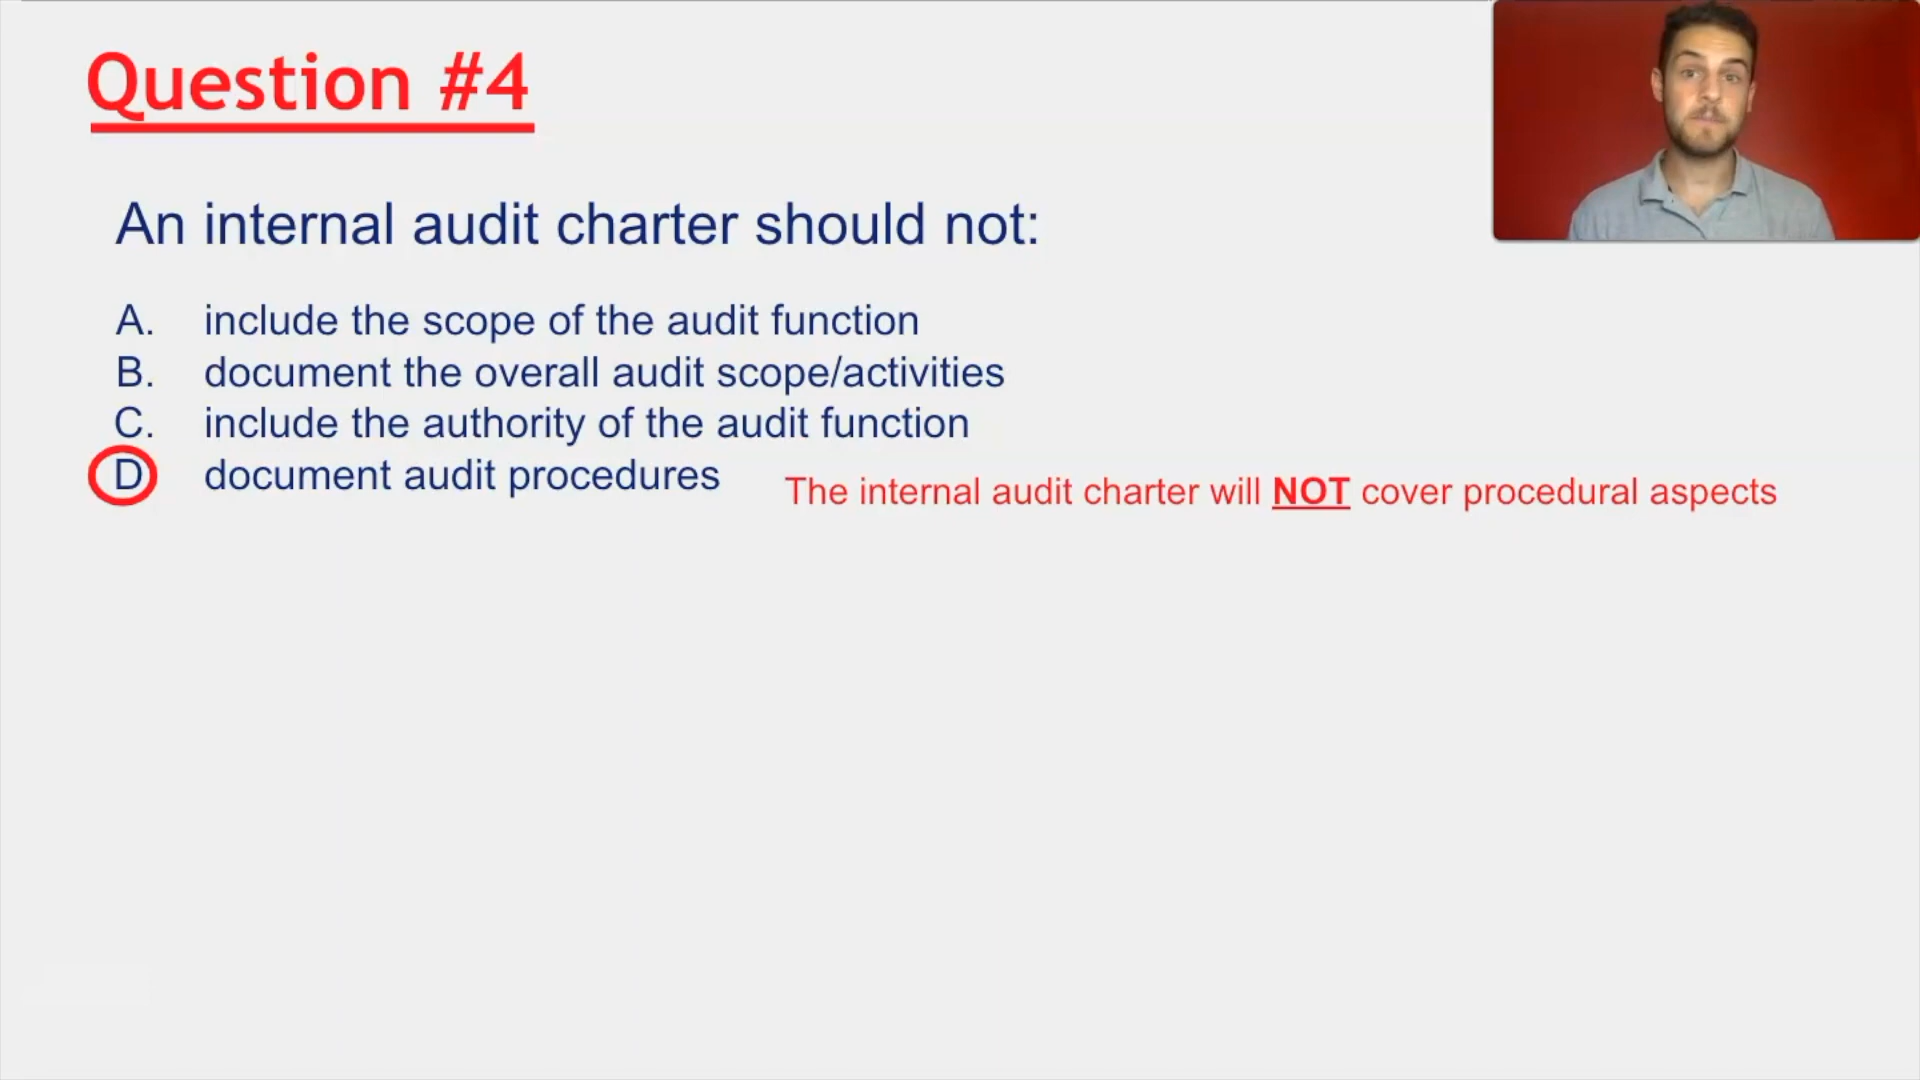 Question #4
An internal audit charter should not:
A. include the scope of the audit function
B. document the overall audit scope/activities
C. include the authority of the audit function
D document audit procedures
The internal audit charter will NOT cover procedural aspects